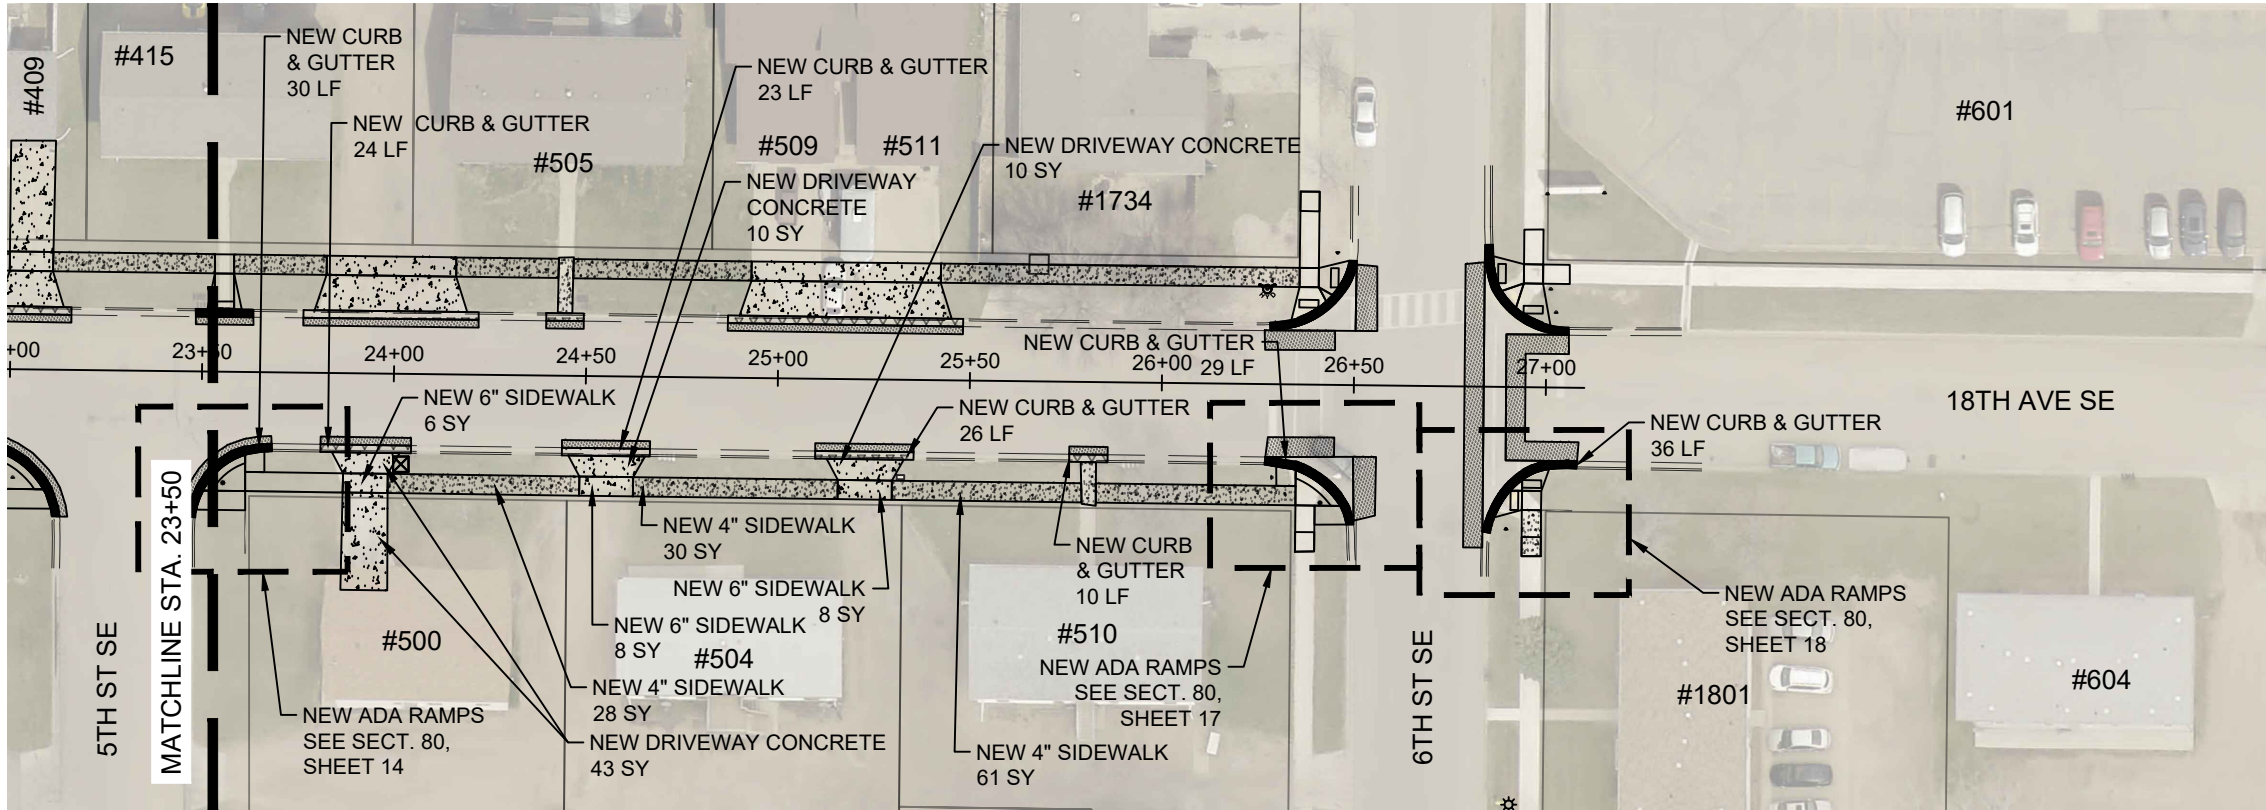 #409
#415
NEW CURB
& GUTTER
30 LF
NEW CURB & GUTTER
24 LF
#505
NEW CURB & GUTTER
23 LF
#509
#511
NEW DRIVEWAY
CONCRETE
10 SY
NEW DRIVEWAY CONCRETE
10 SY
#1734
#601
+00
23+50
24+00
24+50
25+00
25+50
26+00
26+50
27+00
NEW CURB & GUTTER
29 LF
18TH AVE SE
NEW 6" SIDEWALK
6 SY
NEW CURB & GUTTER
26 LF
NEW CURB & GUTTER
36 LF
MATCHLINE STA. 23+50
5TH ST SE
NEW 4" SIDEWALK
30 SY
NEW 6" SIDEWALK
8 SY
NEW CURB
& GUTTER
10 LF
NEW 6" SIDEWALK
8 SY
#500
#504
#510
NEW 4" SIDEWALK
28 SY
NEW DRIVEWAY CONCRETE
43 SY
NEW ADA RAMPS
SEE SECT. 80,
SHEET 14
NEW ADA RAMPS
SEE SECT. 80,
SHEET 17
NEW 4" SIDEWALK
61 SY
6TH ST SE
NEW ADA RAMPS
SEE SECT. 80,
SHEET 18
#1801
#604